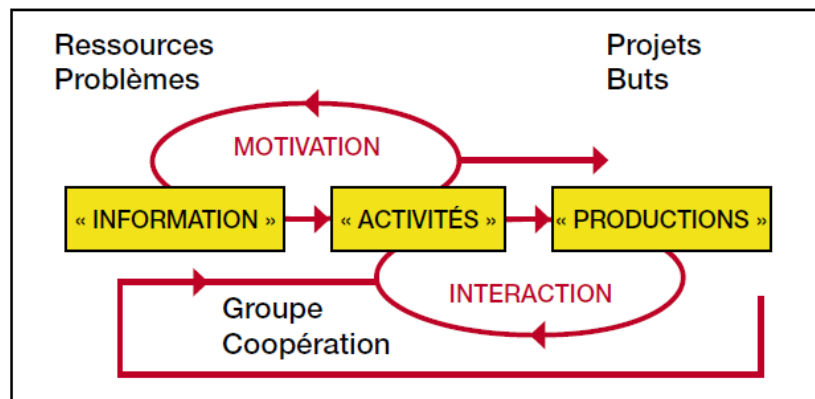 Ressources
Problèmes
Projets
Buts
MOTIVATION
« INFORMATION »
« ACTIVITÉS »
« PRODUCTIONS »
INTERACTION
Groupe
Coopération